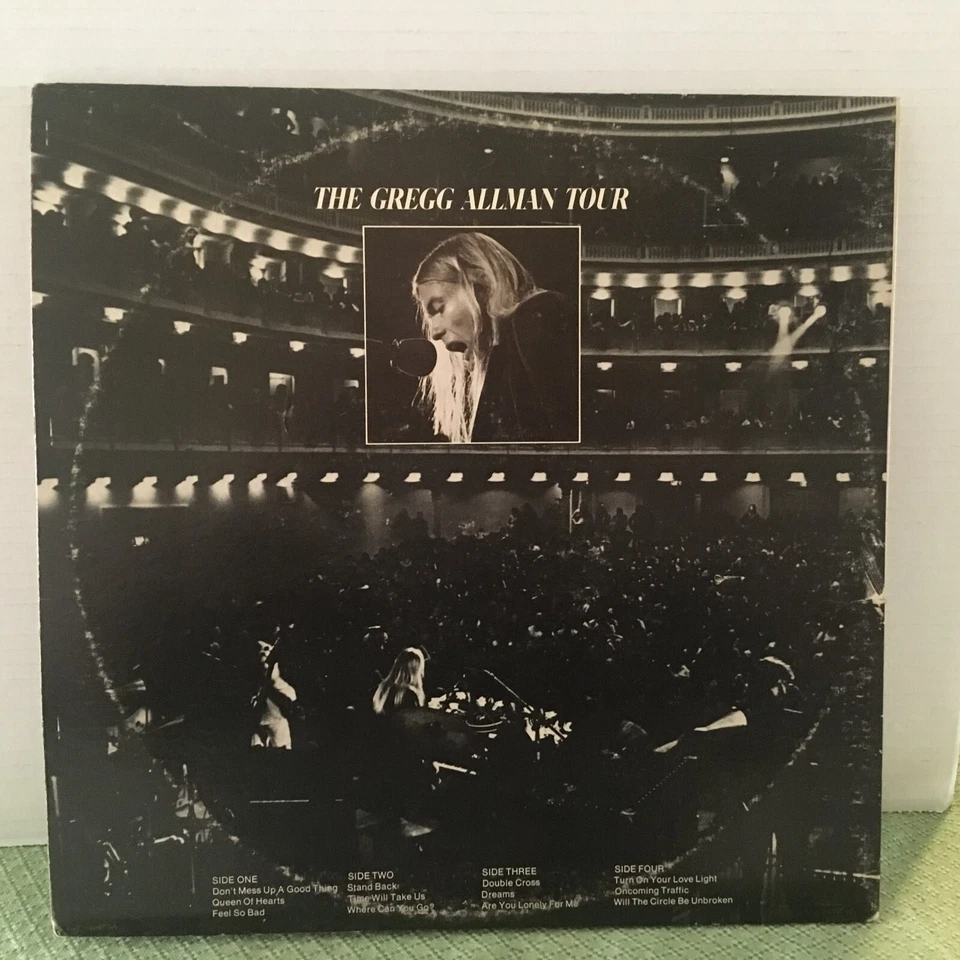 THE GREGG ALLMAN TOUR
SIDE ONE
Don't Mess Up A Good Thing
Queen Of Hearts
Feel So Bad
SIDE TWO
Stand Back
Time Will Take Us
Where Can You Go?
SIDE THREE
Double Cross
Dreams
Are You Lonely For Me
SIDE FOUR
Turn On Your Love Light
Oncoming Traffic
Will The Circle Be Unbroken